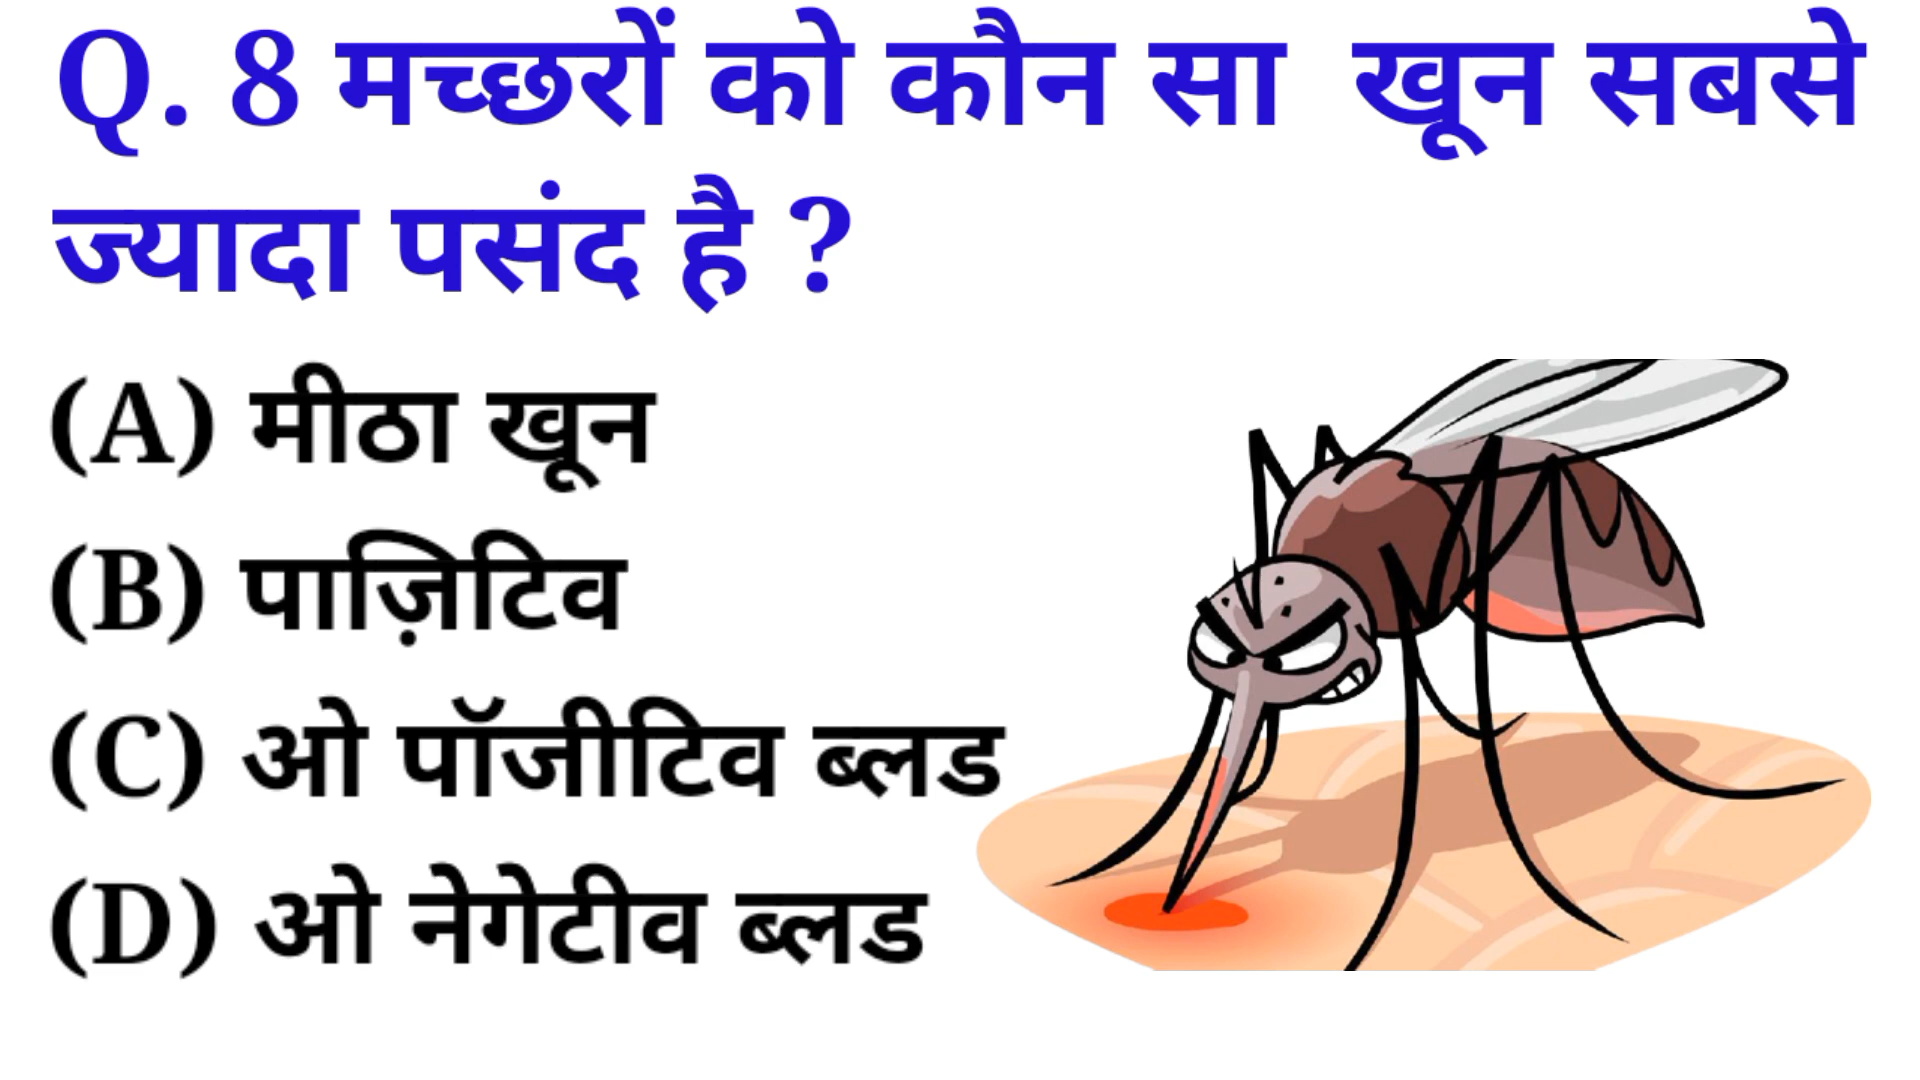 Q. 8 मच्छरों को कौन सा खून सबसे
ज्यादा पसंद है ?
(A) मीठा खून
(B) पाज़िटिव
(C) ओ पॉजीटिव ब्लड
(D) ओ नेगेटीव ब्लड